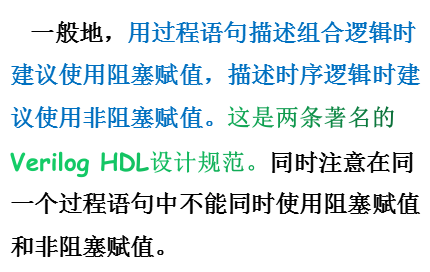 一般地，用过程语句描述组合逻辑时
建议使用阻塞赋值，描述时序逻辑时建
议使用非阻塞赋值。这是两条著名的
Verilog HDL设计规范。同时注意在同
一个过程语句中不能同时使用阻塞赋值
和非阻塞赋值。